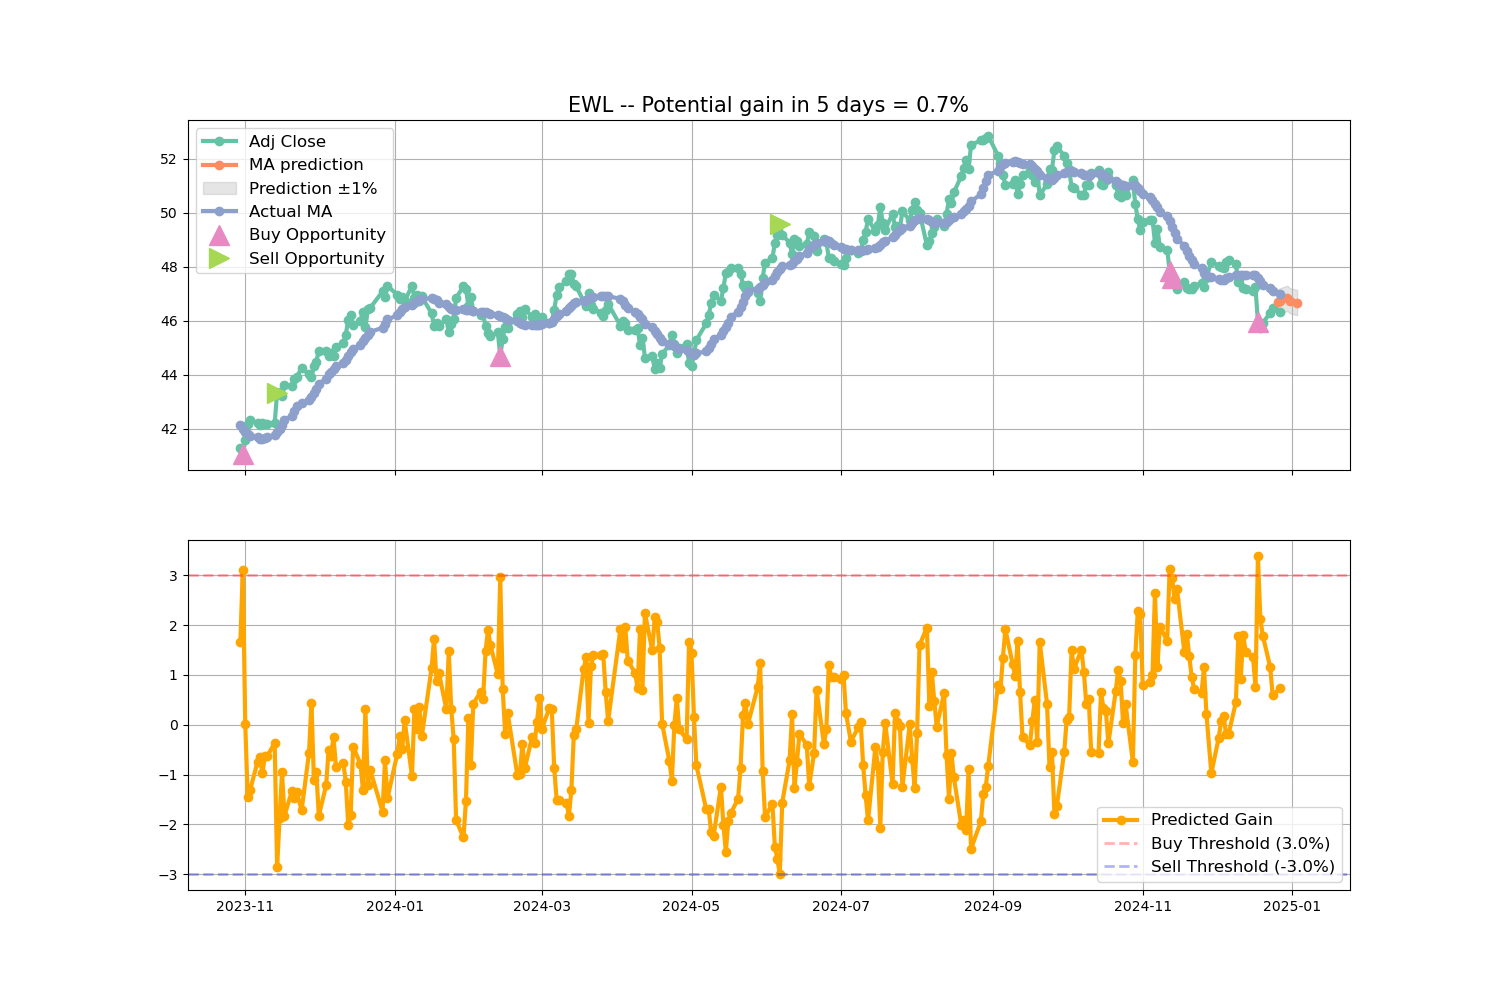 EWL -- Potential gain in 5 days = 0.7%
Adj Close
MA prediction
Prediction ±1%
Actual MA
Buy Opportunity
Sell Opportunity
52
50
48
46
44
42
3
2
1
0
−1
−2
−3
Predicted Gain
Buy Threshold (3.0%)
Sell Threshold (-3.0%)
2023-11 2024-01 2024-03 2024-05 2024-07 2024-09 2024-11 2025-01